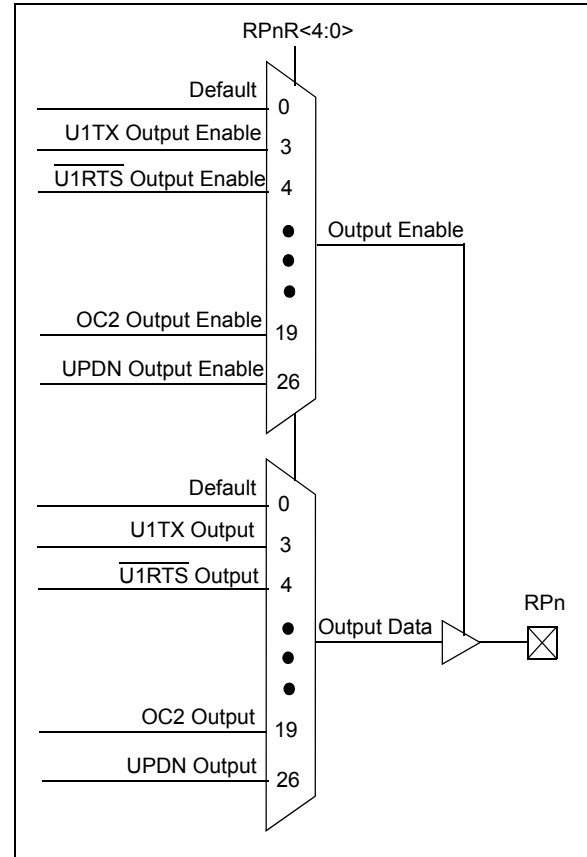 RPnR<4:0>
Default
0
U1TX Output Enable
3
U1RTS Output Enable
4
Output Enable
OC2 Output Enable
19
UPDN Output Enable
26
Default
0
U1TX Output
3
U1RTS Output
4
RPn
Output Data
OC2 Output
19
UPDN Output
26